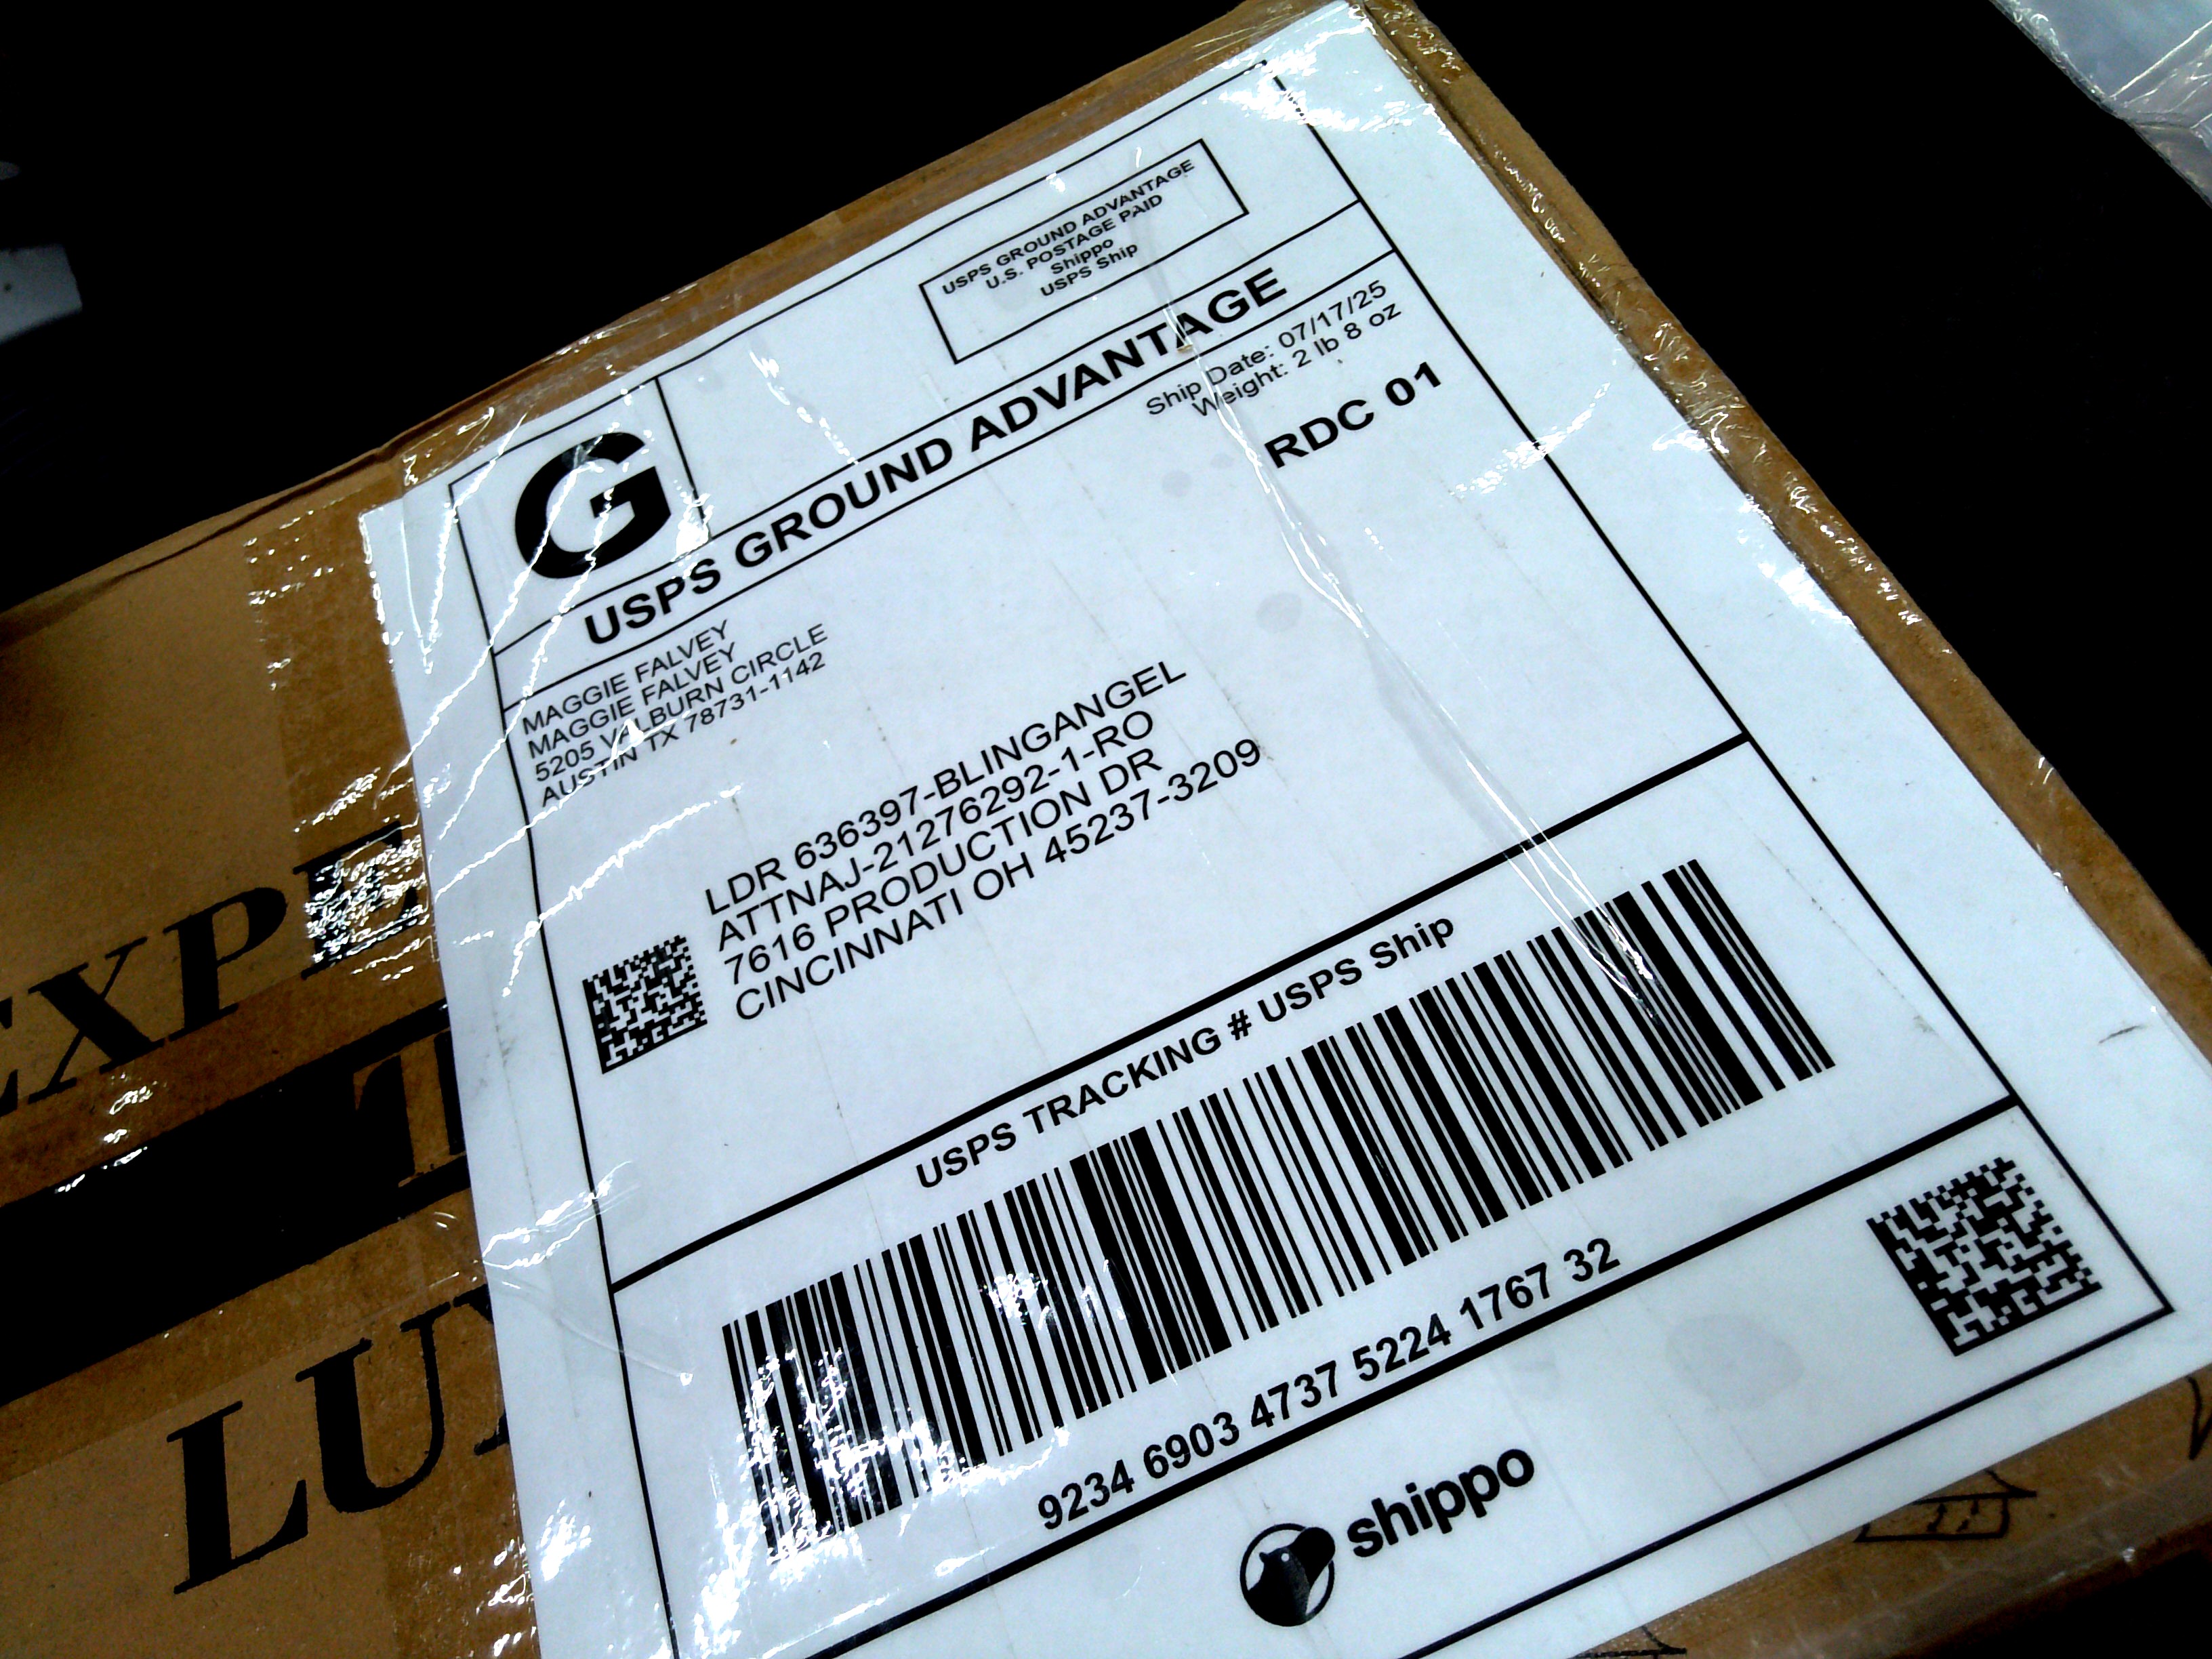 USPS GROUND ADVANTAGE
U.S. POSTAGE PAID
Shippo
USPS Ship
G
USPS GROUND ADVANTAGE
Ship Date: 07/17/25
Weight: 2 lb 8 oz
RDC 01
MAGGIE FALVEY
MAGGIE FALVEY
5205 VALBURN CIRCLE
AUSTIN TX 78731-1142
LDR 636397-BLINGANGEL
ATTNAJ-21276292-1-RO
7616 PRODUCTION DR
CINCINNATI OH 45237-3209
USPS TRACKING # USPS Ship
9234 6903 4737 5224 1767 32
shippo
EXPE
T
LUX